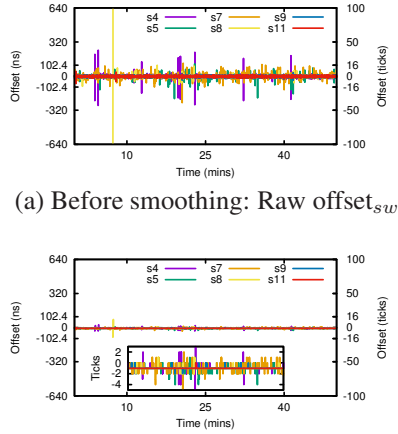 640
320
102.4
0
-102.4
-320
-640
Offset (ns)
s4 s7 s9
s5 s8 s11
100
50
16
0
-16
-50
-100
Offset (ticks)
10 25 40
Time (mins)
(a) Before smoothing: Raw offset_sw
640
320
102.4
0
-102.4
-320
-640
Offset (ns)
s4 s7 s9
s5 s8 s11
100
50
16
0
-16
-50
-100
Offset (ticks)
Ticks
2
0
-2
-4
10 25 40
Time (mins)